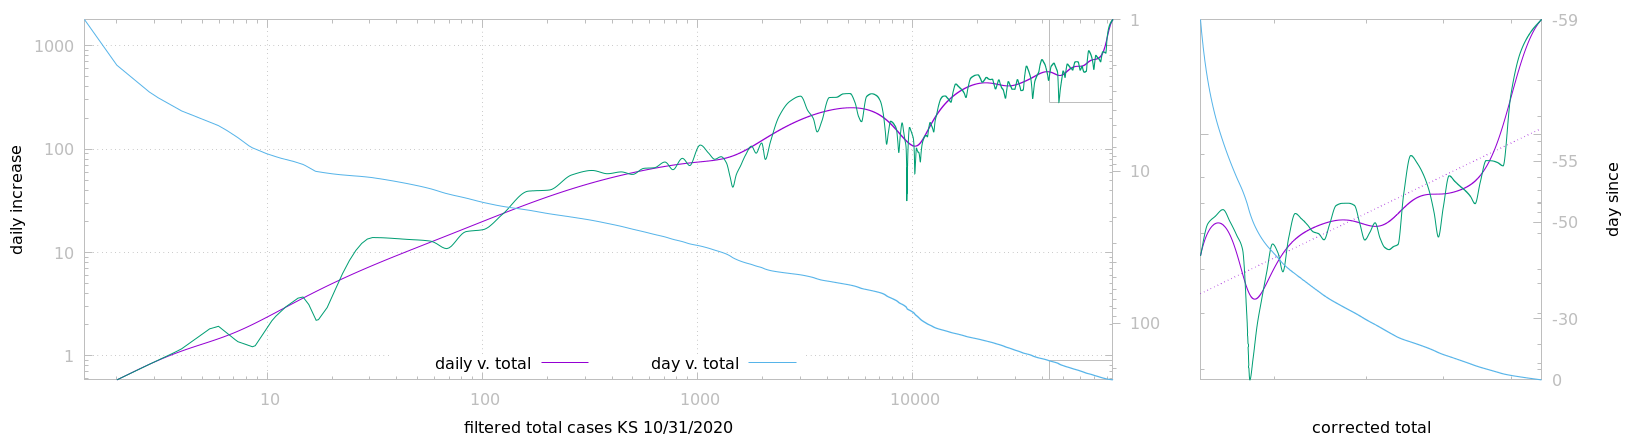 daily increase
1000
100
10
1
1
10
100
10
100
1000
10000
daily v. total
day v. total
filtered total cases KS 10/31/2020
-59
-55
-50
-30
0
day since
corrected total